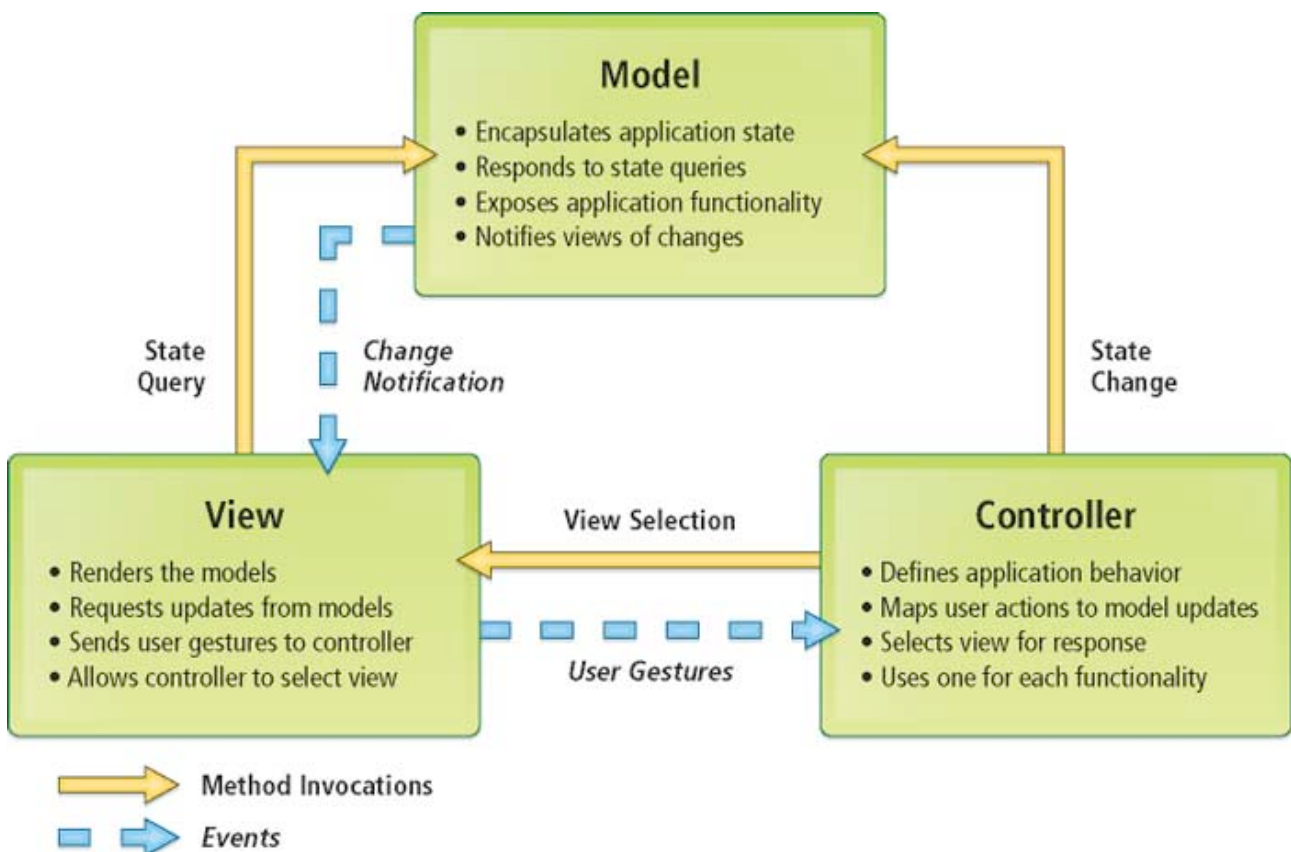 Model
• Encapsulates application state
• Responds to state queries
• Exposes application functionality
• Notifies views of changes
State
Query
Change
Notification
State
Change
View
• Renders the models
• Requests updates from models
• Sends user gestures to controller
• Allows controller to select view
View Selection
User Gestures
Controller
• Defines application behavior
• Maps user actions to model updates
• Selects view for response
• Uses one for each functionality
Method Invocations
Events